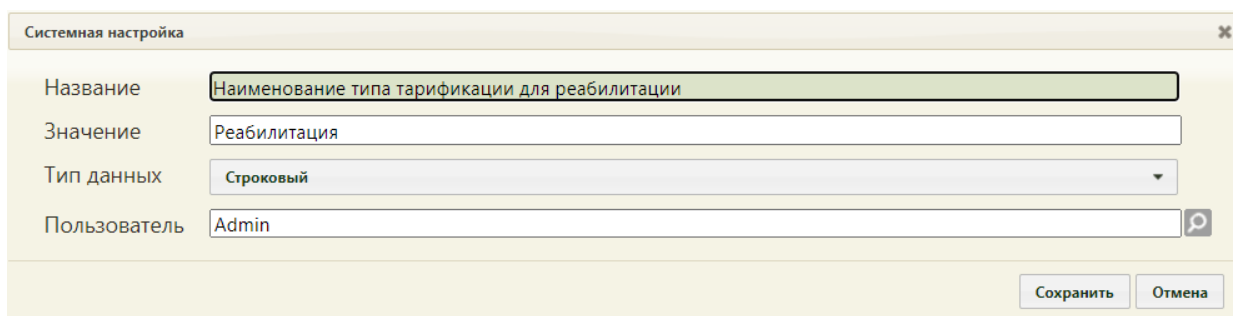 Системная настройка
Название Наименование типа тарификации для реабилитации
Значение Реабилитация
Тип данных Строковый
Пользователь Admin
Сохранить Отмена